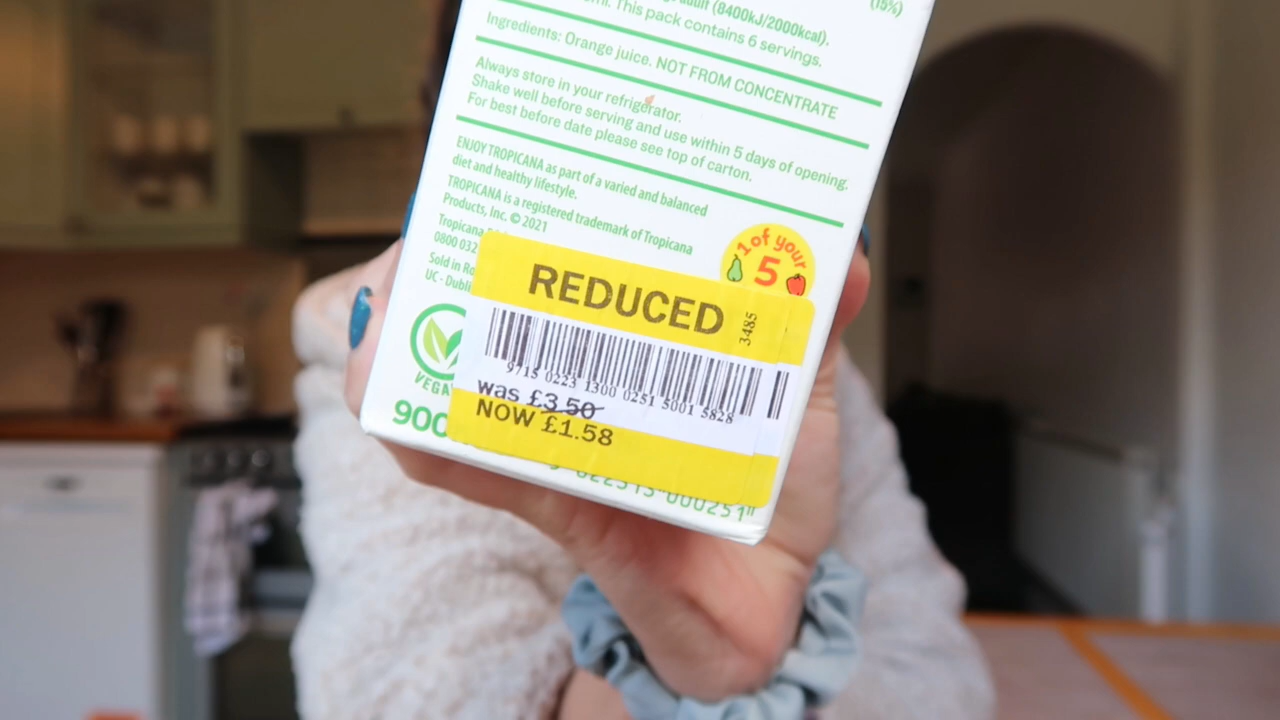 adult (8400kJ/2000kcal).
(15%)
This pack contains 6 servings.
Ingredients: Orange juice. NOT FROM CONCENTRATE
Always store in your refrigerator.
Shake well before serving and use within 5 days of opening.
For best before date please see top of carton.
ENJOY TROPICANA as part of a varied and balanced
diet and healthy lifestyle.
TROPICANA is a registered trademark of Tropicana
Products, Inc. © 2021
Tropicana
0800 032
Sold in
UC - Dubli
1 of your
5
REDUCED
3485
9715 0223 1300 0251 5001 5828
was £3.50
NOW £1.58
VEGA
900
000251